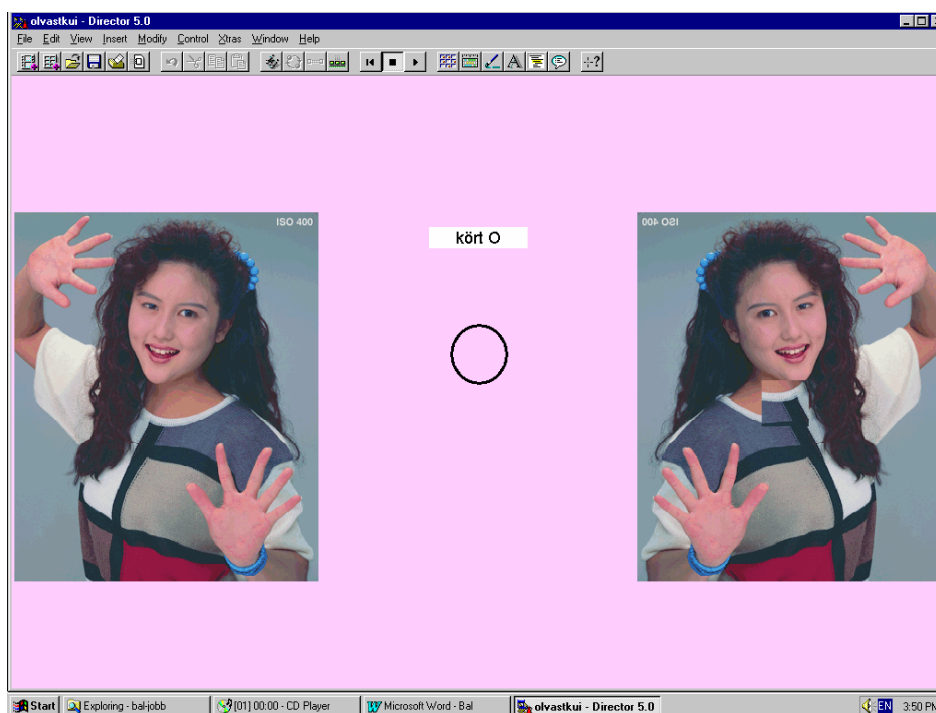 olvastkui - Director 5.0
File Edit View Insert Modify Control Xtras Window Help
ISO 400
kört O
ISO 400
Start
Exploring - bal-jobb
[01] 00:00 - CD Player
Microsoft Word - Bal
olvastkui - Director 5.0
EN
3:50 PM